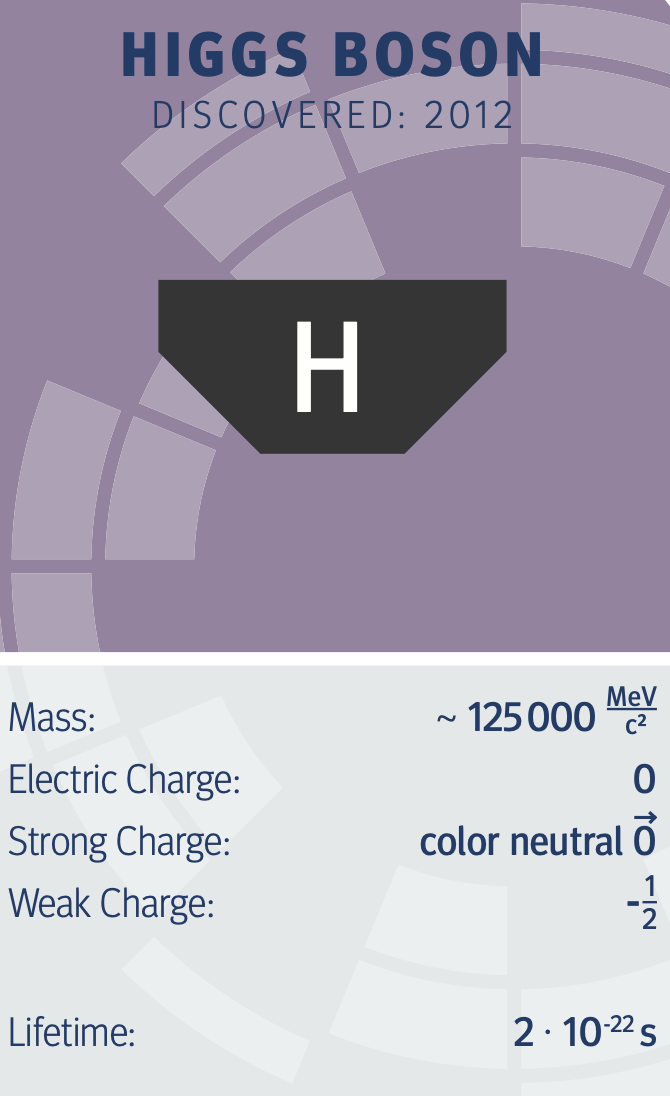 HIGGS BOSON
DISCOVERED: 2012
H
Mass: ~ 125 000 MeV/c²
Electric Charge: 0
Strong Charge: color neutral 0⃗
Weak Charge: -1/2
Lifetime: 2 · 10⁻²² s